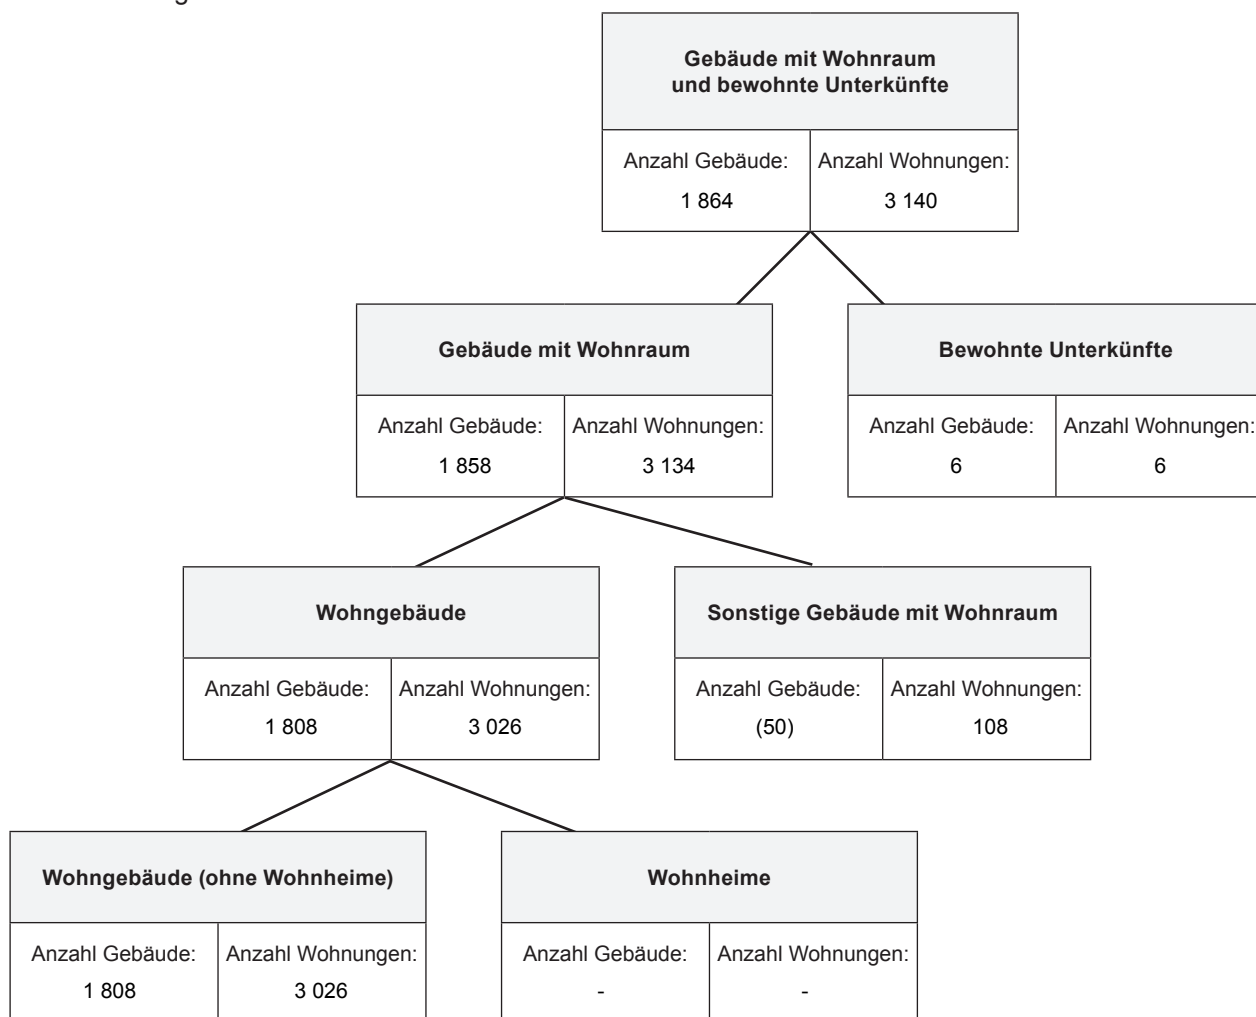 Gebäude mit Wohnraum
und bewohnte Unterkünfte
Anzahl Gebäude: Anzahl Wohnungen:
1 864 3 140
Gebäude mit Wohnraum Bewohnte Unterkünfte
Anzahl Gebäude: Anzahl Wohnungen: Anzahl Gebäude: Anzahl Wohnungen:
1 858 3 134 6 6
Wohngebäude Sonstige Gebäude mit Wohnraum
Anzahl Gebäude: Anzahl Wohnungen: Anzahl Gebäude: Anzahl Wohnungen:
1 808 3 026 (50) 108
Wohngebäude (ohne Wohnheime) Wohnheime
Anzahl Gebäude: Anzahl Wohnungen: Anzahl Gebäude: Anzahl Wohnungen:
1 808 3 026 - -